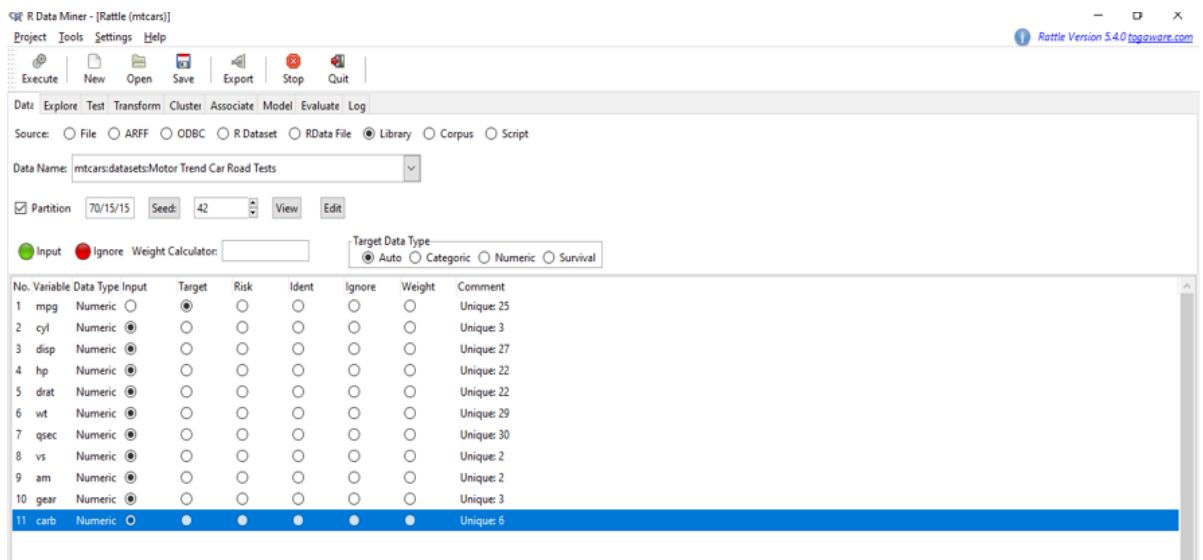 R Data Miner - [Rattle (mtcars)]
Project Tools Settings Help
Rattle Version 5.4.0 togaware.com
Execute New Open Save Export Stop Quit
Data Explore Test Transform Cluster Associate Model Evaluate Log
Source: File ARFF ODBC R Dataset RData File Library Corpus Script
Data Name: mtcars:datasets:Motor Trend Car Road Tests
Partition 70/15/15 Seed: 42 View Edit
Input Ignore Weight Calculator:
Target Data Type
Auto Categoric Numeric Survival
No. Variable Data Type Input Target Risk Ident Ignore Weight Comment
1 mpg Numeric Unique: 25
2 cyl Numeric Unique: 3
3 disp Numeric Unique: 27
4 hp Numeric Unique: 22
5 drat Numeric Unique: 22
6 wt Numeric Unique: 29
7 qsec Numeric Unique: 30
8 vs Numeric Unique: 2
9 am Numeric Unique: 2
10 gear Numeric Unique: 3
11 carb Numeric Unique: 6